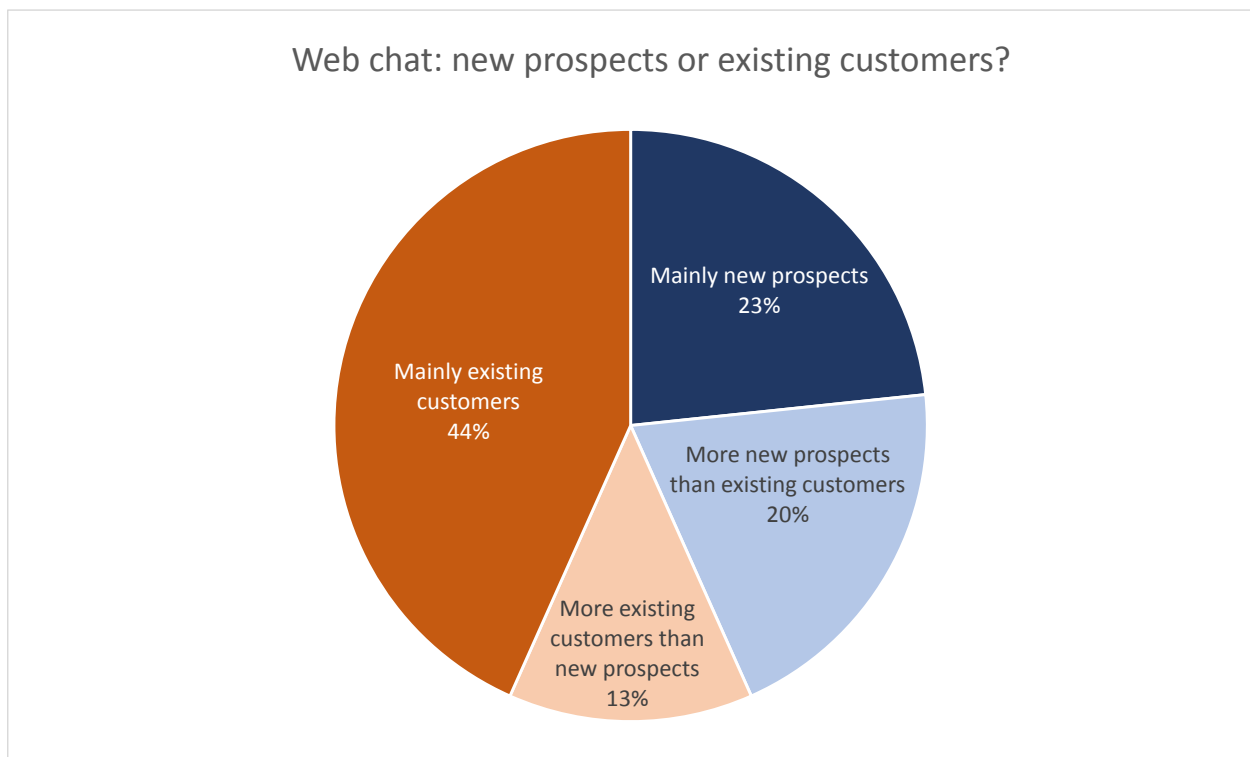 Web chat: new prospects or existing customers?
Mainly new prospects
23%
More new prospects
than existing customers
20%
More existing
customers than
new prospects
13%
Mainly existing
customers
44%